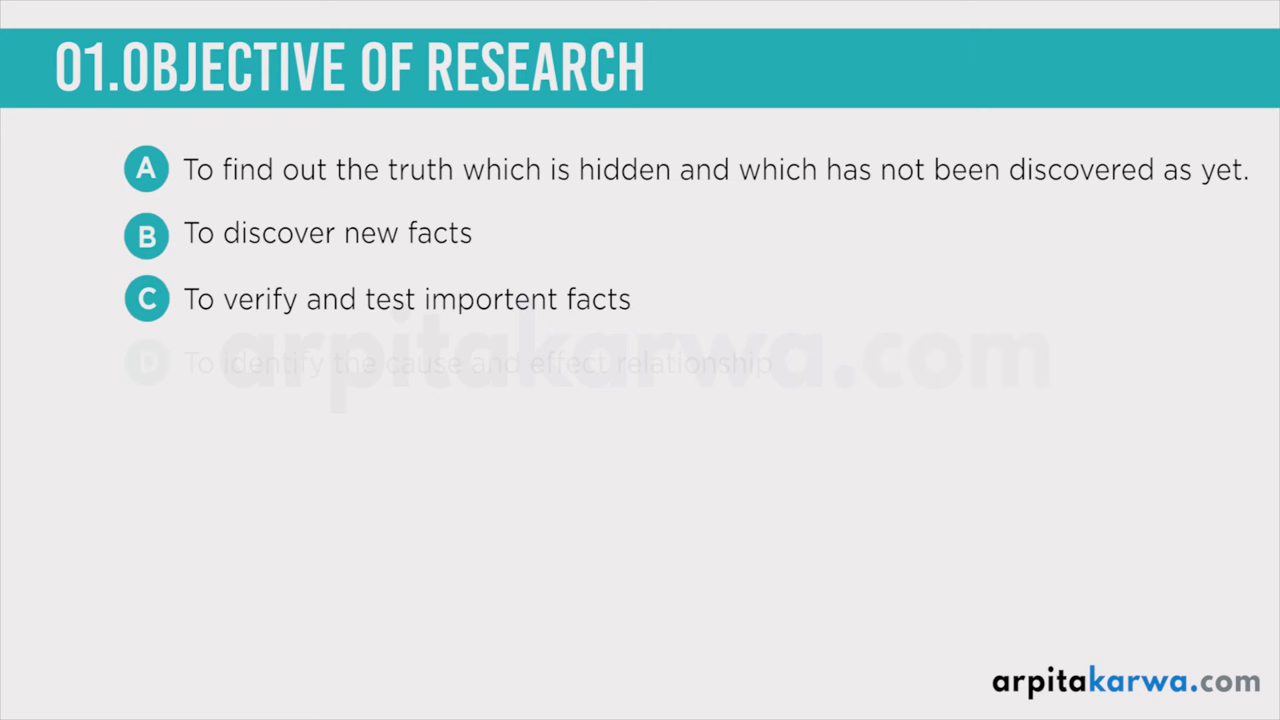 01.OBJECTIVE OF RESEARCH
A To find out the truth which is hidden and which has not been discovered as yet.
B To discover new facts
C To verify and test importent facts
D To identify the cause and effect relationship
arpitakarwa.com
arpitakarwa.com